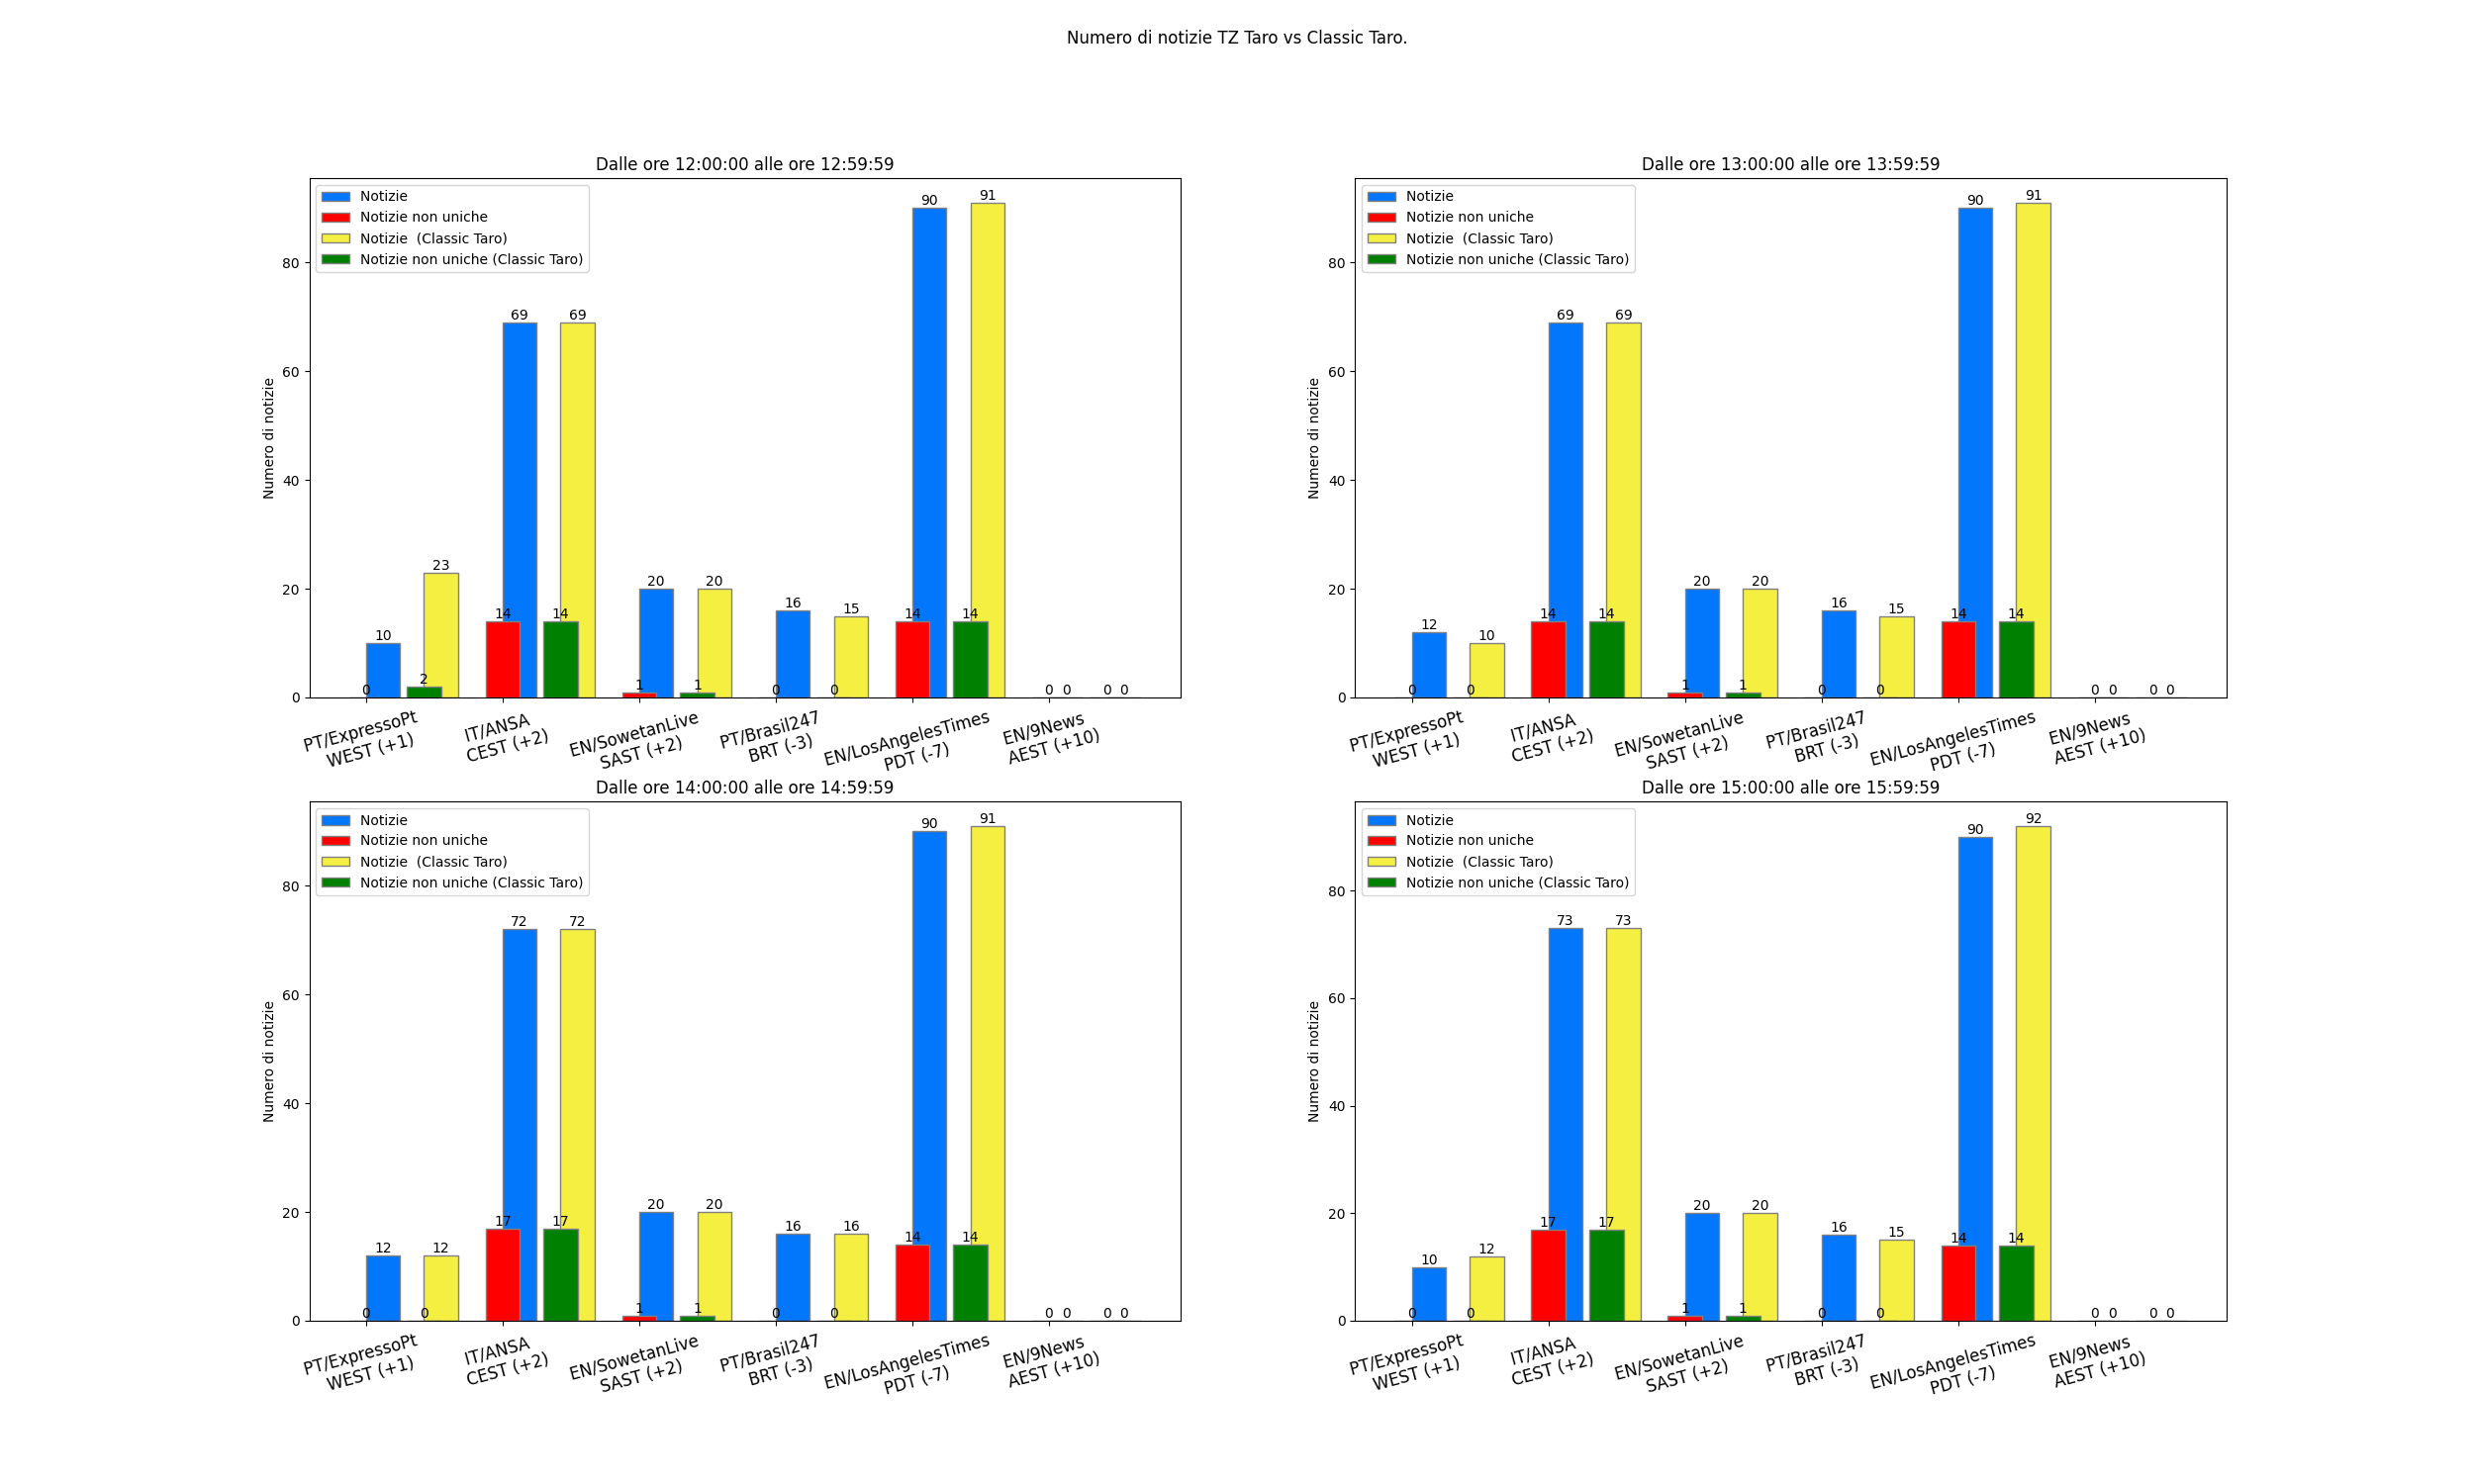 Numero di notizie TZ Taro vs Classic Taro.
Dalle ore 12:00:00 alle ore 12:59:59
Notizie
Notizie non uniche
Notizie  (Classic Taro)
Notizie non uniche (Classic Taro)
Numero di notizie
80
60
40
20
0
0 10 2 23
14 69 14 69
1 20 1 20
0 16 0 15
14 90 14 91
0 0 0 0
PT/ExpressoPt
WEST (+1)
IT/ANSA
CEST (+2)
EN/SowetanLive
SAST (+2)
PT/Brasil247
BRT (-3)
EN/LosAngelesTimes
PDT (-7)
EN/9News
AEST (+10)
Dalle ore 13:00:00 alle ore 13:59:59
Notizie
Notizie non uniche
Notizie  (Classic Taro)
Notizie non uniche (Classic Taro)
Numero di notizie
80
60
40
20
0
0 12 0 10
14 69 14 69
1 20 1 20
0 16 0 15
14 90 14 91
0 0 0 0
PT/ExpressoPt
WEST (+1)
IT/ANSA
CEST (+2)
EN/SowetanLive
SAST (+2)
PT/Brasil247
BRT (-3)
EN/LosAngelesTimes
PDT (-7)
EN/9News
AEST (+10)
Dalle ore 14:00:00 alle ore 14:59:59
Notizie
Notizie non uniche
Notizie  (Classic Taro)
Notizie non uniche (Classic Taro)
Numero di notizie
80
60
40
20
0
0 12 0 12
17 72 17 72
1 20 1 20
0 16 0 16
14 90 14 91
0 0 0 0
PT/ExpressoPt
WEST (+1)
IT/ANSA
CEST (+2)
EN/SowetanLive
SAST (+2)
PT/Brasil247
BRT (-3)
EN/LosAngelesTimes
PDT (-7)
EN/9News
AEST (+10)
Dalle ore 15:00:00 alle ore 15:59:59
Notizie
Notizie non uniche
Notizie  (Classic Taro)
Notizie non uniche (Classic Taro)
Numero di notizie
80
60
40
20
0
0 10 0 12
17 73 17 73
1 20 1 20
0 16 0 15
14 90 14 92
0 0 0 0
PT/ExpressoPt
WEST (+1)
IT/ANSA
CEST (+2)
EN/SowetanLive
SAST (+2)
PT/Brasil247
BRT (-3)
EN/LosAngelesTimes
PDT (-7)
EN/9News
AEST (+10)